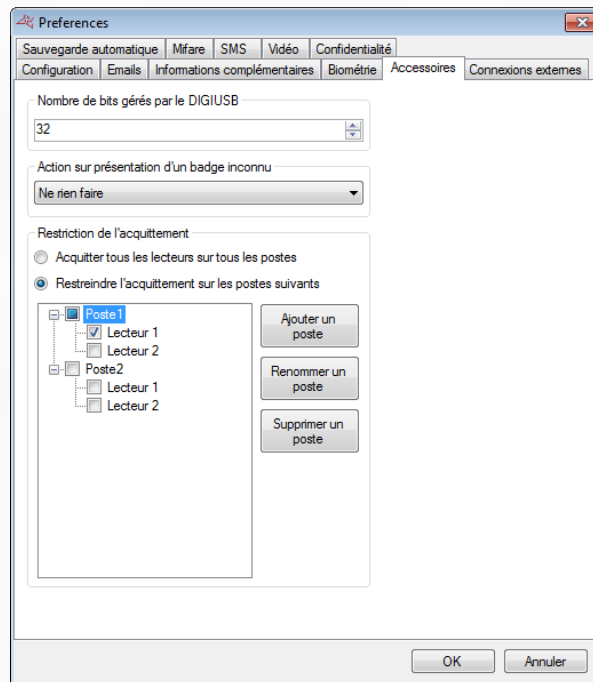 Preferences
Sauvegarde automatique Mifare SMS Vidéo Confidentialité
Configuration Emails Informations complémentaires Biométrie Accessoires Connexions externes
Nombre de bits gérés par le DIGIUSB
32
Action sur présentation d'un badge inconnu
Ne rien faire
Restriction de l'acquittement
Acquitter tous les lecteurs sur tous les postes
Restreindre l'acquittement sur les postes suivants
Poste1
Lecteur 1
Lecteur 2
Poste2
Lecteur 1
Lecteur 2
Ajouter un
poste
Renommer un
poste
Supprimer un
poste
OK Annuler